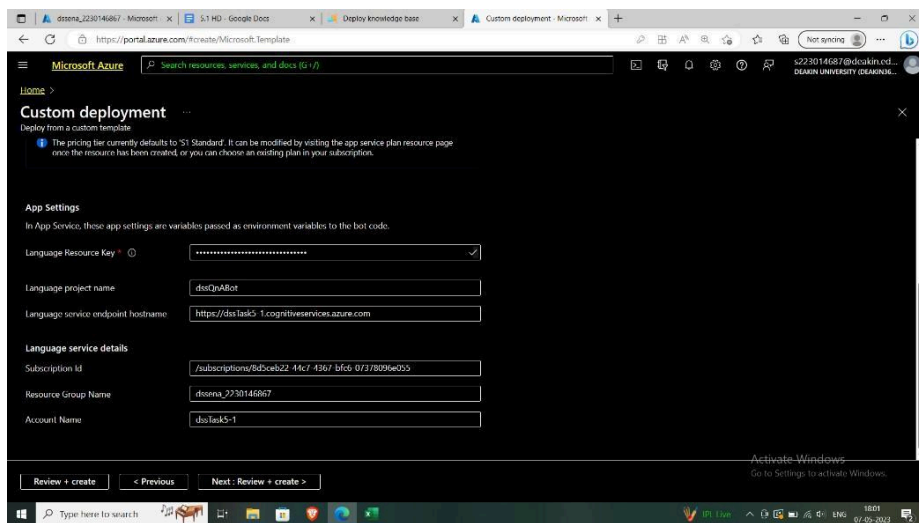 dssena_2230146867 - Microsoft
5.1 HD - Google Docs
Deploy knowledge base
Custom deployment - Microsoft
https://portal.azure.com/#create/Microsoft.Template
Not syncing
Microsoft Azure
Search resources, services, and docs (G+/)
s223014687@deakin.ed...
DEAKIN UNIVERSITY (DEAKIN36...
Home >
Custom deployment ...
Deploy from a custom template
The pricing tier currently defaults to 'S1 Standard'. It can be modified by visiting the app service plan resource page
once the resource has been created, or you can choose an existing plan in your subscription.
App Settings
In App Service, these app settings are variables passed as environment variables to the bot code.
Language Resource Key *
Language project name
dssQnABot
Language service endpoint hostname
https://dssTask5-1.cognitiveservices.azure.com
Language service details
Subscription Id
/subscriptions/8d5ceb22-44c7-4367-bfc6-07378096e055
Resource Group Name
dssena_2230146867
Account Name
dssTask5-1
Activate Windows
Go to Settings to activate Windows.
Review + create
< Previous
Next : Review + create >
Type here to search
IPL Live
ENG
18:01
07-05-2023